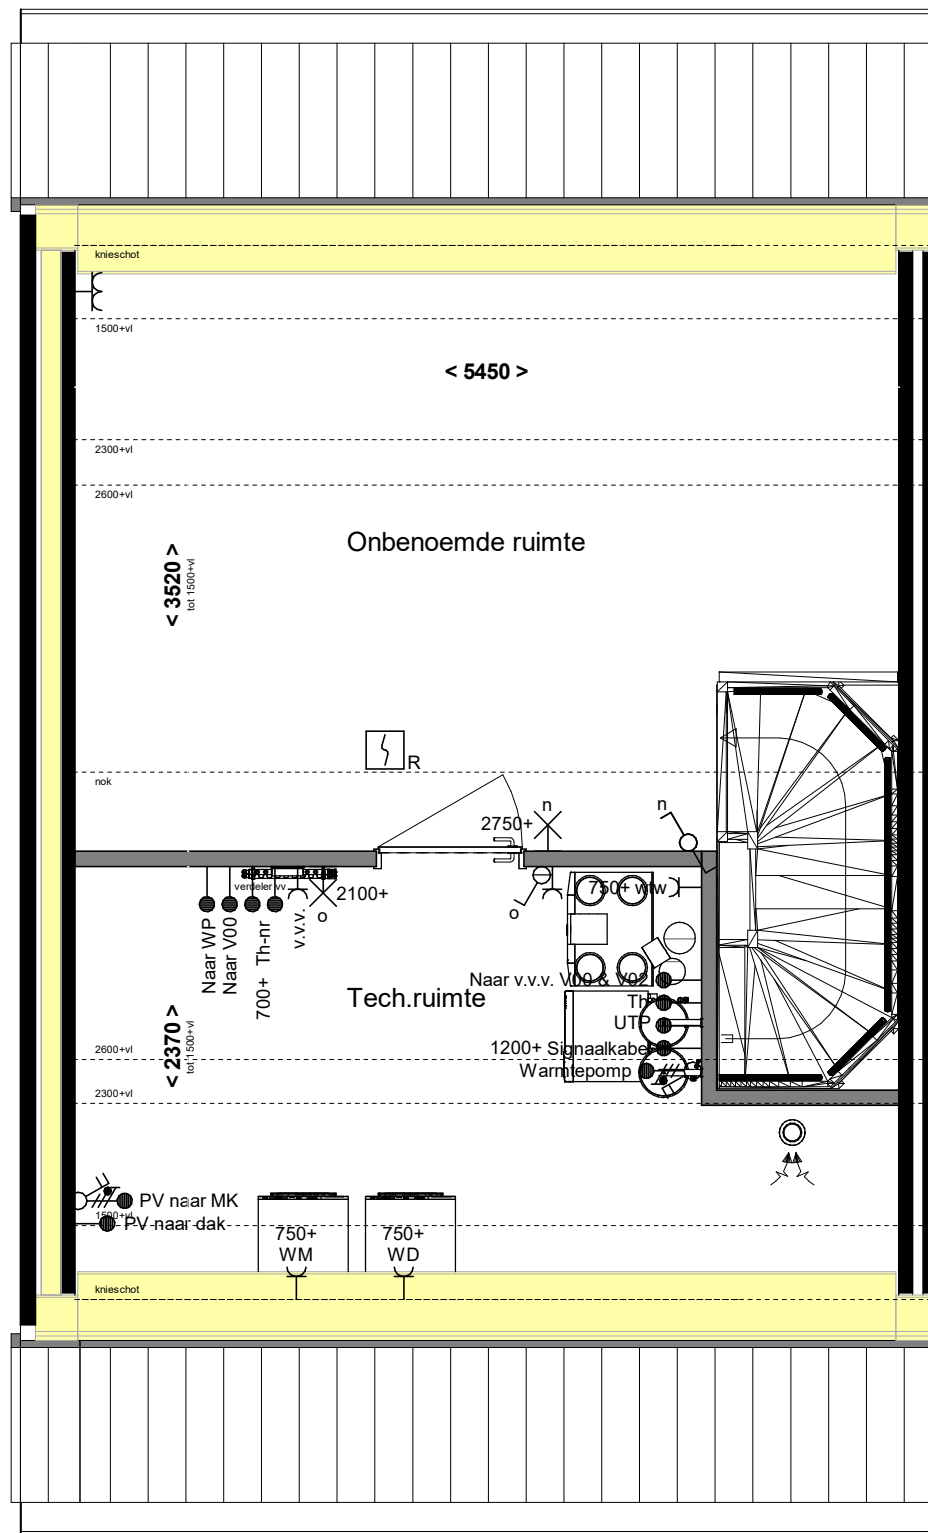 knieschot
1500+vl
< 5450 >
2300+vl
2600+vl
Onbenoemde ruimte
< 3520 >
tot 1500+vl
R
nok
n
n
2750+
verdeler vv
2100+
o
o
750+ wtw
Naar WP
Naar V00
700+ Th-nr
v.v.v.
Naar v.v.v. V00 & V02
Tech.ruimte
Th
UTP
1200+ Signaalkabel
Warmtepomp
< 2370 >
tot 1500+vl
2600+vl
2300+vl
PV naar MK
1500+vl
PV naar dak
750+
WM
750+
WD
knieschot